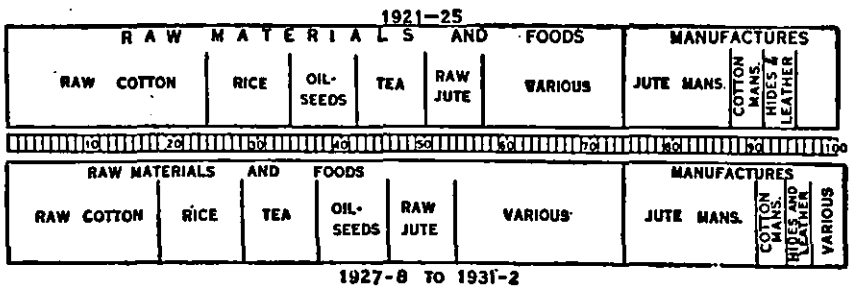 1921—25
RAW MATERIALS AND FOODS MANUFACTURES
RAW COTTON RICE OIL-SEEDS TEA RAW JUTE VARIOUS JUTE MANS. COTTON MANS. HIDES & LEATHER
10 20 30 40 50 60 70 80 90 100
RAW MATERIALS AND FOODS MANUFACTURES
RAW COTTON RICE TEA OIL-SEEDS RAW JUTE VARIOUS JUTE MANS. COTTON MANS. HIDES AND LEATHER VARIOUS
1927-8 TO 1931-2